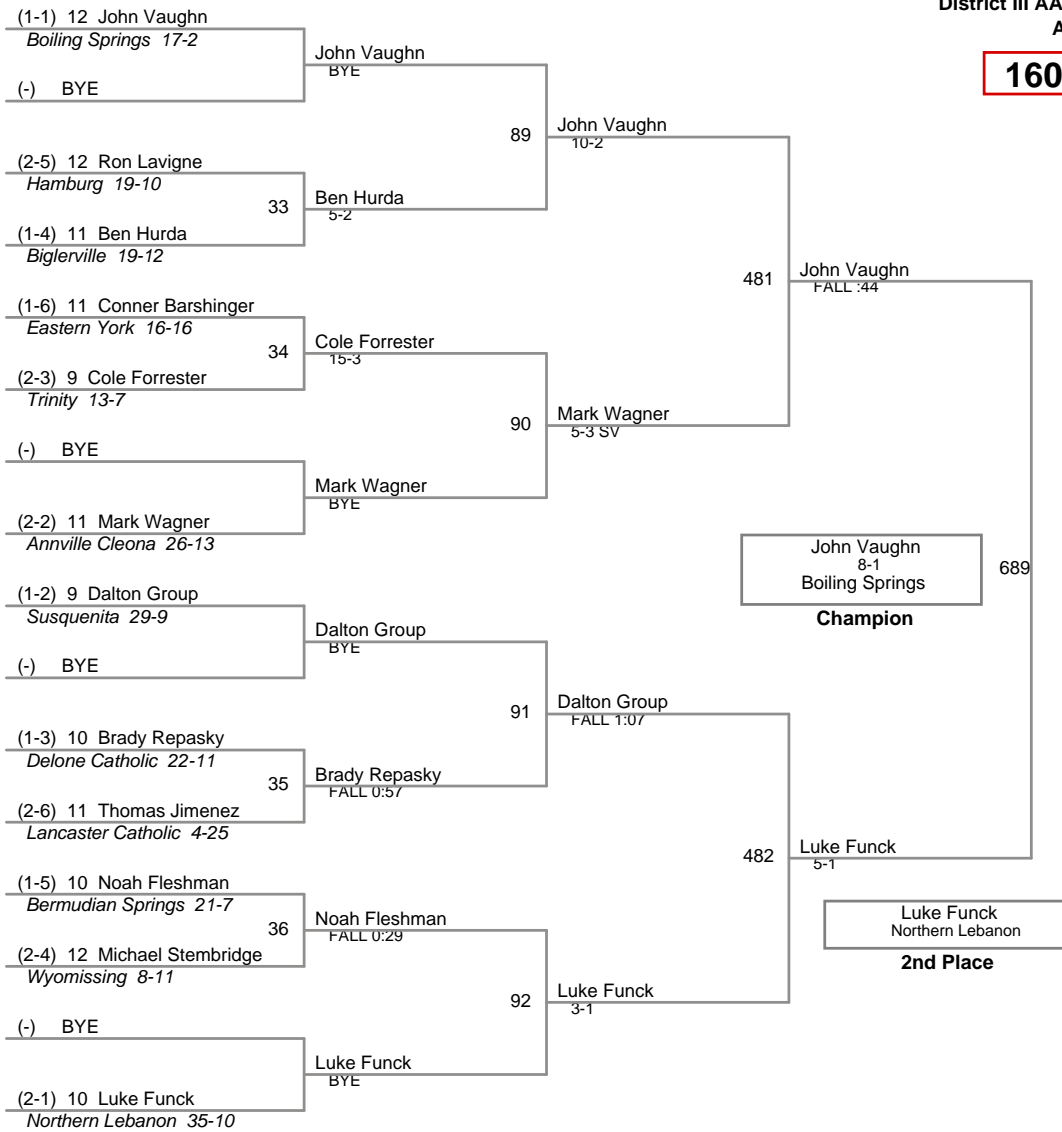 District III AA
A
160
(1-1) 12 John Vaughn
Boiling Springs 17-2
(-) BYE
(2-5) 12 Ron Lavigne
Hamburg 19-10
(1-4) 11 Ben Hurda
Biglerville 19-12
(1-6) 11 Conner Barshinger
Eastern York 16-16
(2-3) 9 Cole Forrester
Trinity 13-7
(-) BYE
(2-2) 11 Mark Wagner
Annville Cleona 26-13
(1-2) 9 Dalton Group
Susquenita 29-9
(-) BYE
(1-3) 10 Brady Repasky
Delone Catholic 22-11
(2-6) 11 Thomas Jimenez
Lancaster Catholic 4-25
(1-5) 10 Noah Fleshman
Bermudian Springs 21-7
(2-4) 12 Michael Stembridge
Wyomissing 8-11
(-) BYE
(2-1) 10 Luke Funck
Northern Lebanon 35-10
John Vaughn
BYE
33
Ben Hurda
5-2
34
Cole Forrester
15-3
Mark Wagner
BYE
Dalton Group
BYE
35
Brady Repasky
FALL 0:57
36
Noah Fleshman
FALL 0:29
Luke Funck
BYE
89
John Vaughn
10-2
90
Mark Wagner
5-3 SV
91
Dalton Group
FALL 1:07
92
Luke Funck
3-1
481
John Vaughn
FALL :44
482
Luke Funck
5-1
689
John Vaughn
8-1
Boiling Springs
Champion
Luke Funck
Northern Lebanon
2nd Place